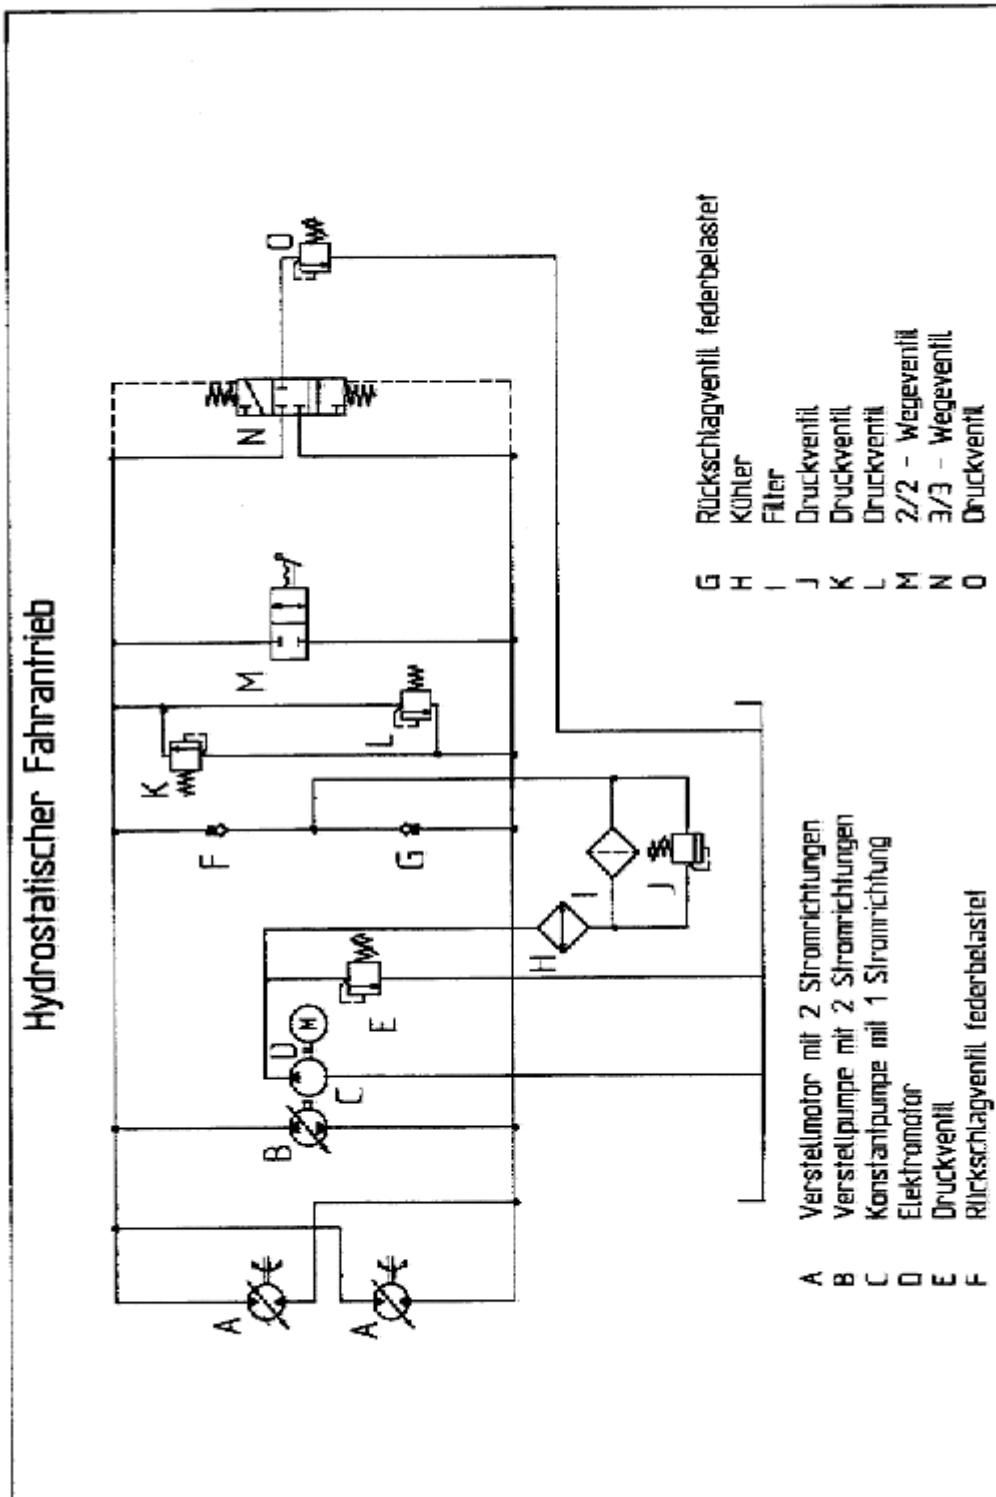 Hydrostatischer Fahrantrieb
A
A
B
C
D
M
E
F
G
H
I
J
K
L
M
N
O
A Verstellmotor mit 2 Stromrichtungen
B Verstellpumpe mit 2 Stromrichtungen
C Konstantpumpe mit 1 Stromrichtung
D Elektromotor
E Druckventil
F Rückschlagventil federbelastet
G Rückschlagventil federbelastet
H Kühler
I Filter
J Druckventil
K Druckventil
L Druckventil
M 2/2 - Wegeventil
N 3/3 - Wegeventil
O Druckventil